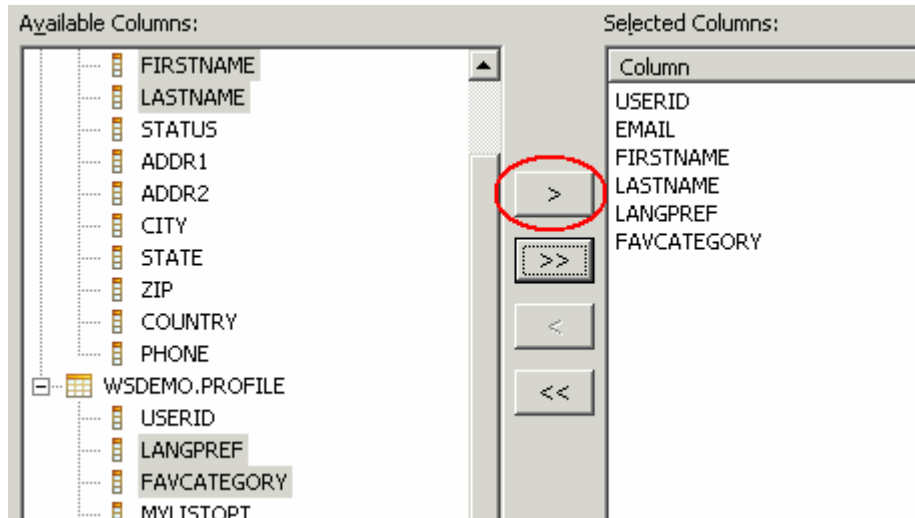 Available Columns:
FIRSTNAME
LASTNAME
STATUS
ADDR1
ADDR2
CITY
STATE
ZIP
COUNTRY
PHONE
WSDEMO.PROFILE
USERID
LANGPREF
FAVCATEGORY
MYLISTOPT
>
>>
<
<<
Selected Columns:
Column
USERID
EMAIL
FIRSTNAME
LASTNAME
LANGPREF
FAVCATEGORY